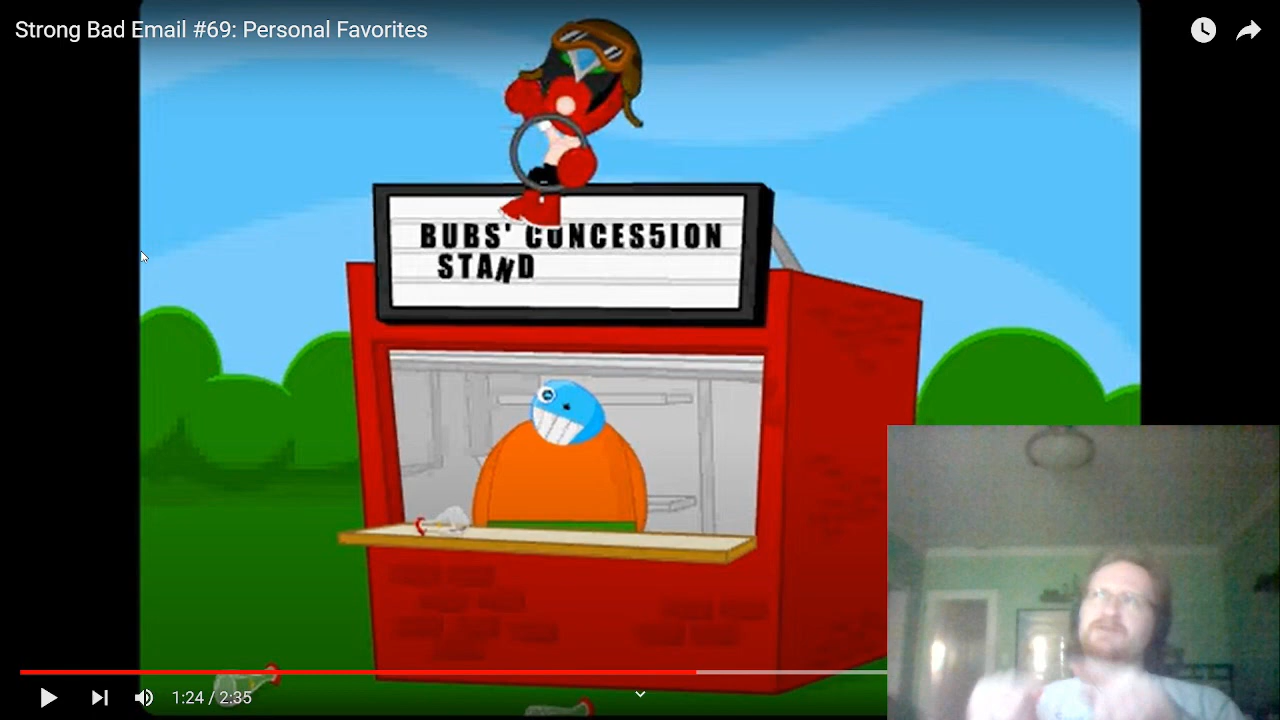 Strong Bad Email #69: Personal Favorites
BUBS' CONCES5ION
STAND
1:24 / 2:35